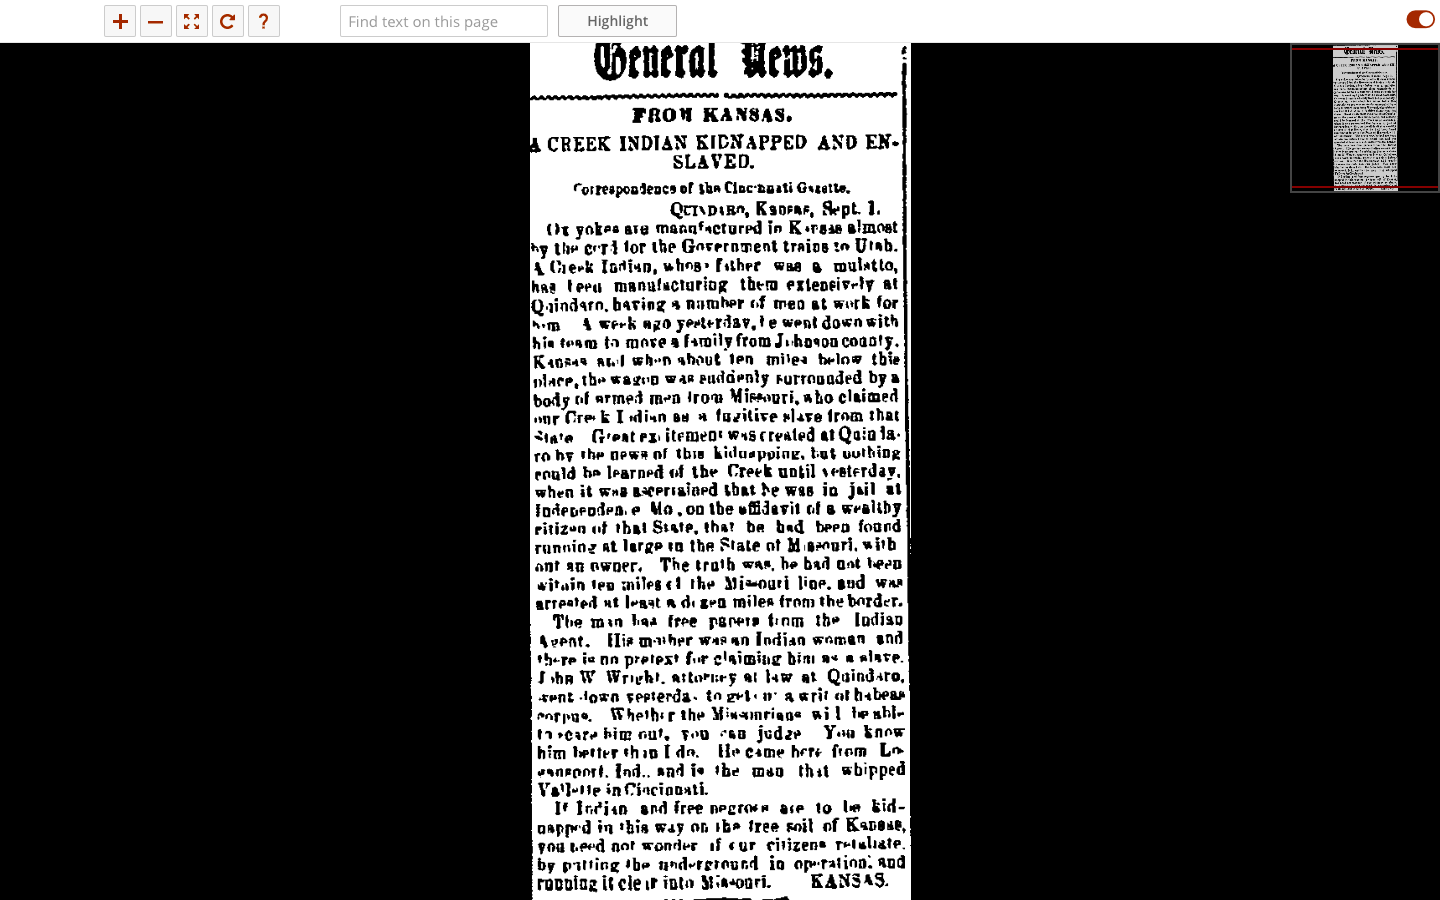 Find text on this page
Highlight
General News.
FROM KANSAS.
A CREEK INDIAN KIDNAPPED AND EN-
SLAVED.
Correspondence of the Cincinnati Gazette.
QUINDARO, Kansas, Sept. 1.
Ox yokes are manufactured in Kansas almost
by the cord for the Government trains to Utah.
A Creek Indian, whose father was a mulatto,
has been manufacturing them extensively at
Quindaro, having a number of men at work for
him A week ago yesterday, he went down with
his team to move a family from Johnson county,
Kansas and when about ten miles below this
place, the wagon was suddenly surrounded by a
body of armed men from Missouri, who claimed
our Creek Indian as a fugitive slave from that
State Great excitement was created at Quinda-
ro by the news of this kidnapping, but nothing
could be learned of the Creek until yesterday,
when it was ascertained that he was in jail at
Independence Mo, on the affidavit of a wealthy
citizen of that State, that he had been found
running at large in the State of Missouri, with
out an owner. The truth was, he had not been
within ten miles of the Missouri line, and was
arrested at least a dozen miles from the border.
The man has free papers from the Indian
Agent. His mother was an Indian woman and
there is no pretext for claiming him as a slave.
John W Wright, attorney at law at Quindaro,
went down yesterday to get out a writ of habeas
corpus. Whether the Missourians will be able
to scare him out, you can judge You know
him better than I do. He came here from Lo-
gansport, Ind., and is the man that whipped
Vallette in Cincinnati.
If Indian and free negroes are to be kid-
napped in this way on the free soil of Kansas,
you need not wonder if our citizens retaliate,
by putting the underground in operation, and
running it clear into Missouri. KANSAS.